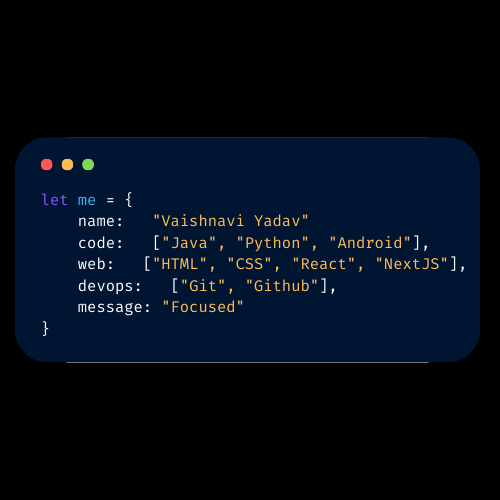 let me = {
name: "Vaishnavi Yadav"
code: ["Java", "Python", "Android"],
web: ["HTML", "CSS", "React", "NextJS"],
devops: ["Git", "Github"],
message: "Focused"
}